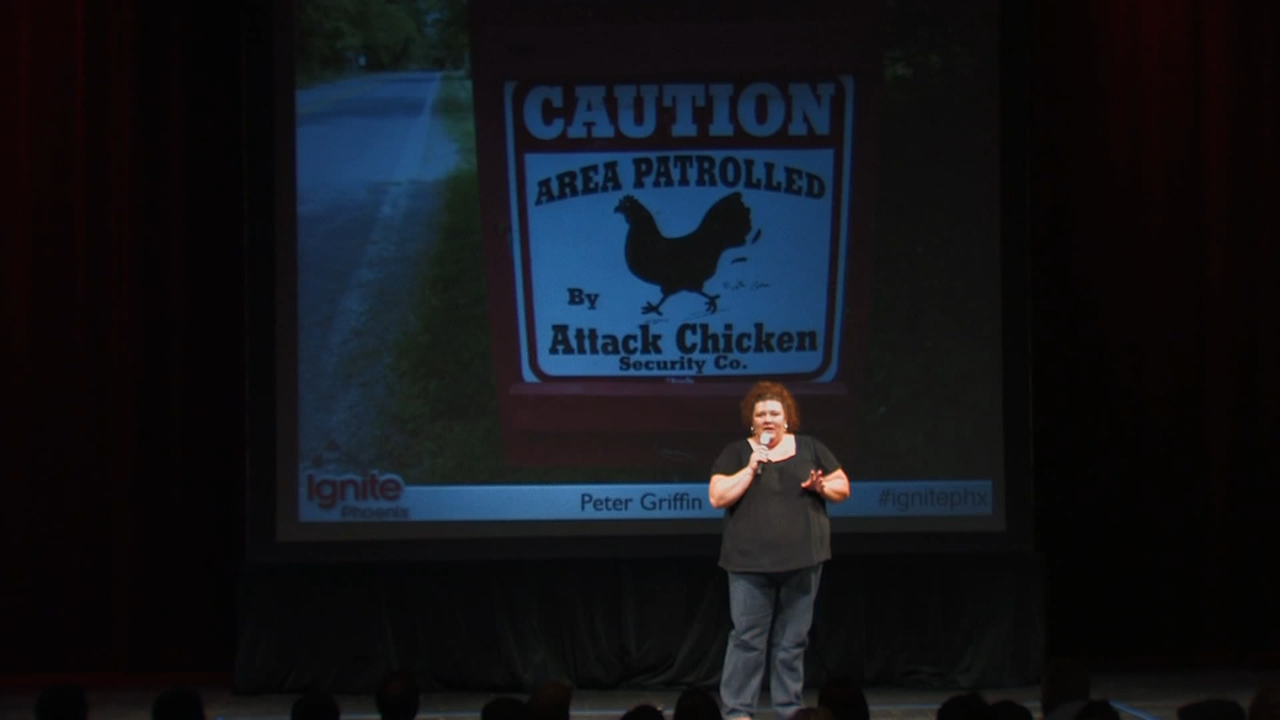 CAUTION
AREA PATROLLED
By
Attack Chicken
Security Co.
Ignite
Phoenix
Peter Griffin
#ignitephx